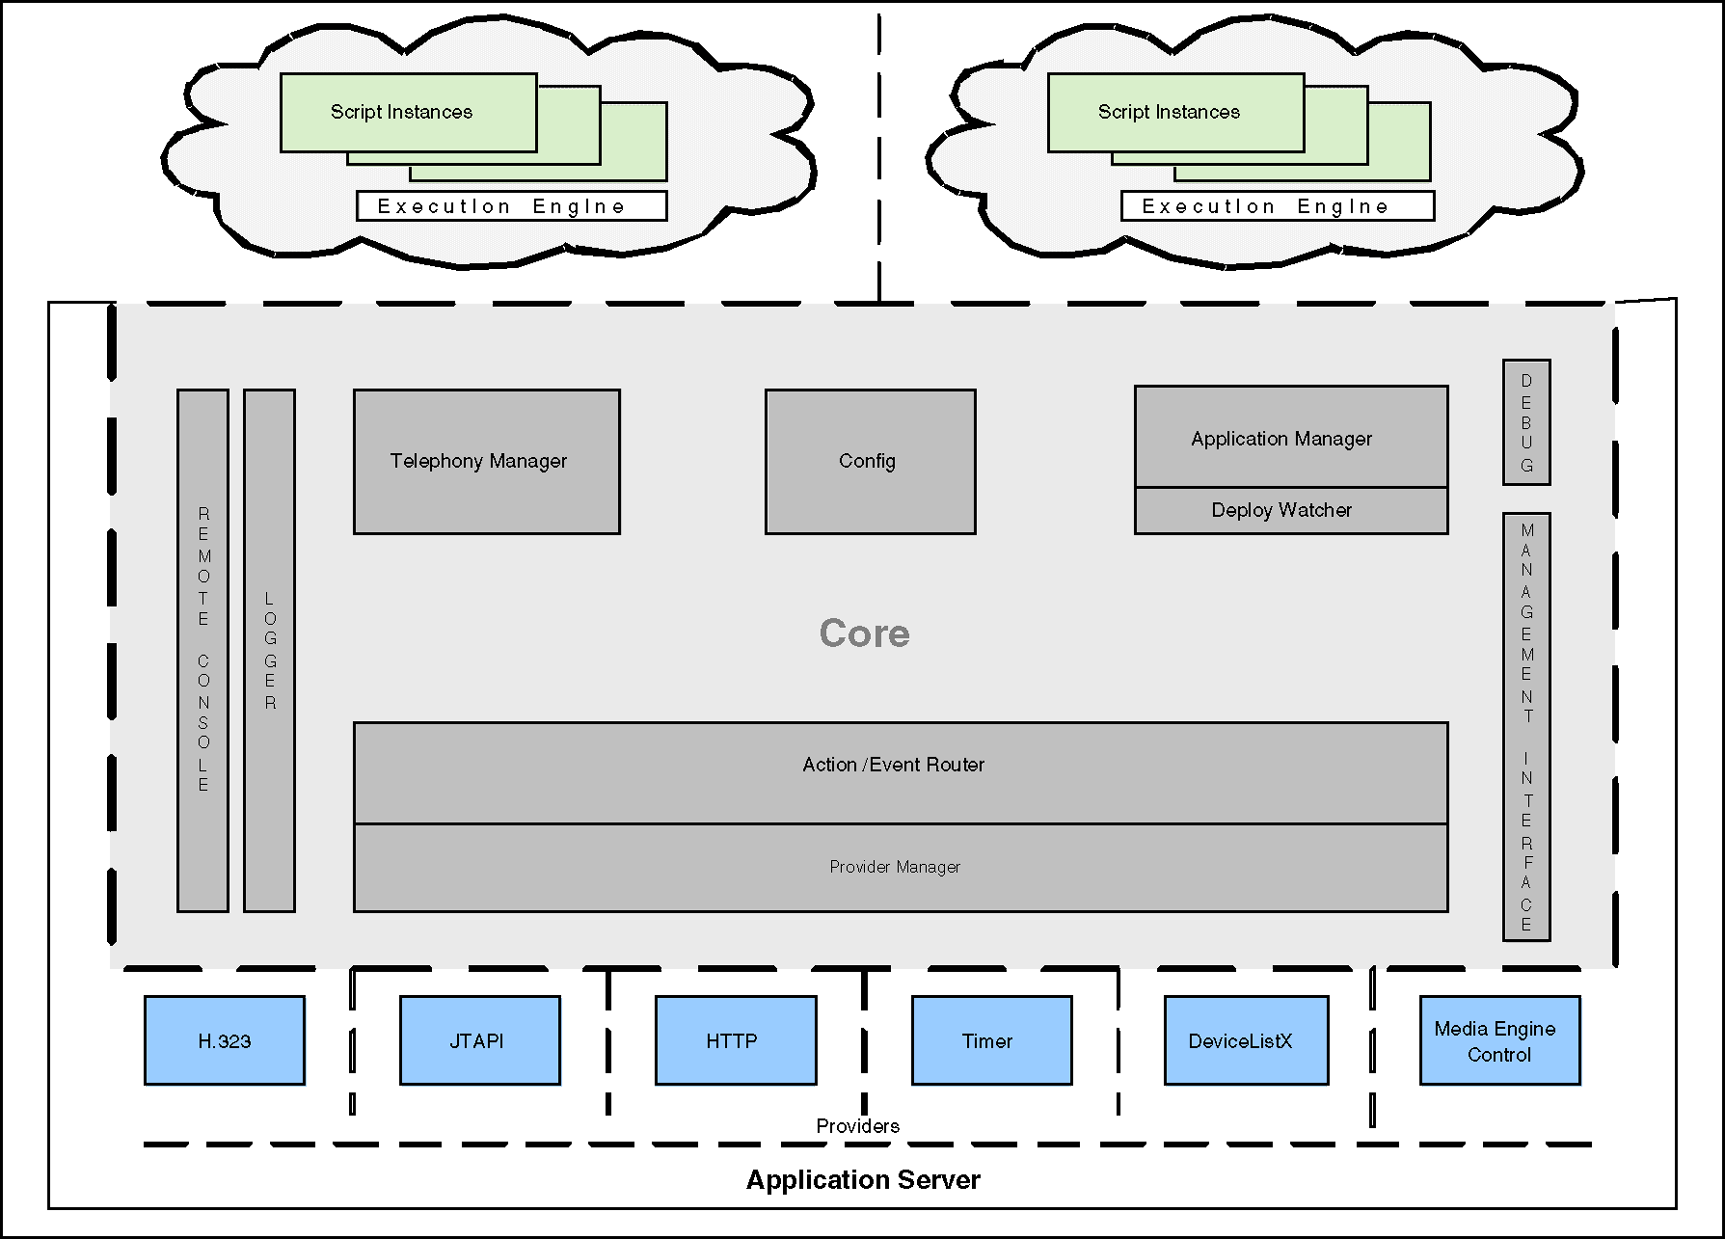 Script Instances
Execution Engine
Script Instances
Execution Engine
Telephony Manager
Config
Application Manager
Deploy Watcher
DEBUG
REMOTE CONSOLE
LOGGER
MANAGEMENT INTERFACE
Core
Action /Event Router
Provider Manager
H.323
JTAPI
HTTP
Timer
DeviceListX
Media Engine
Control
Providers
Application Server